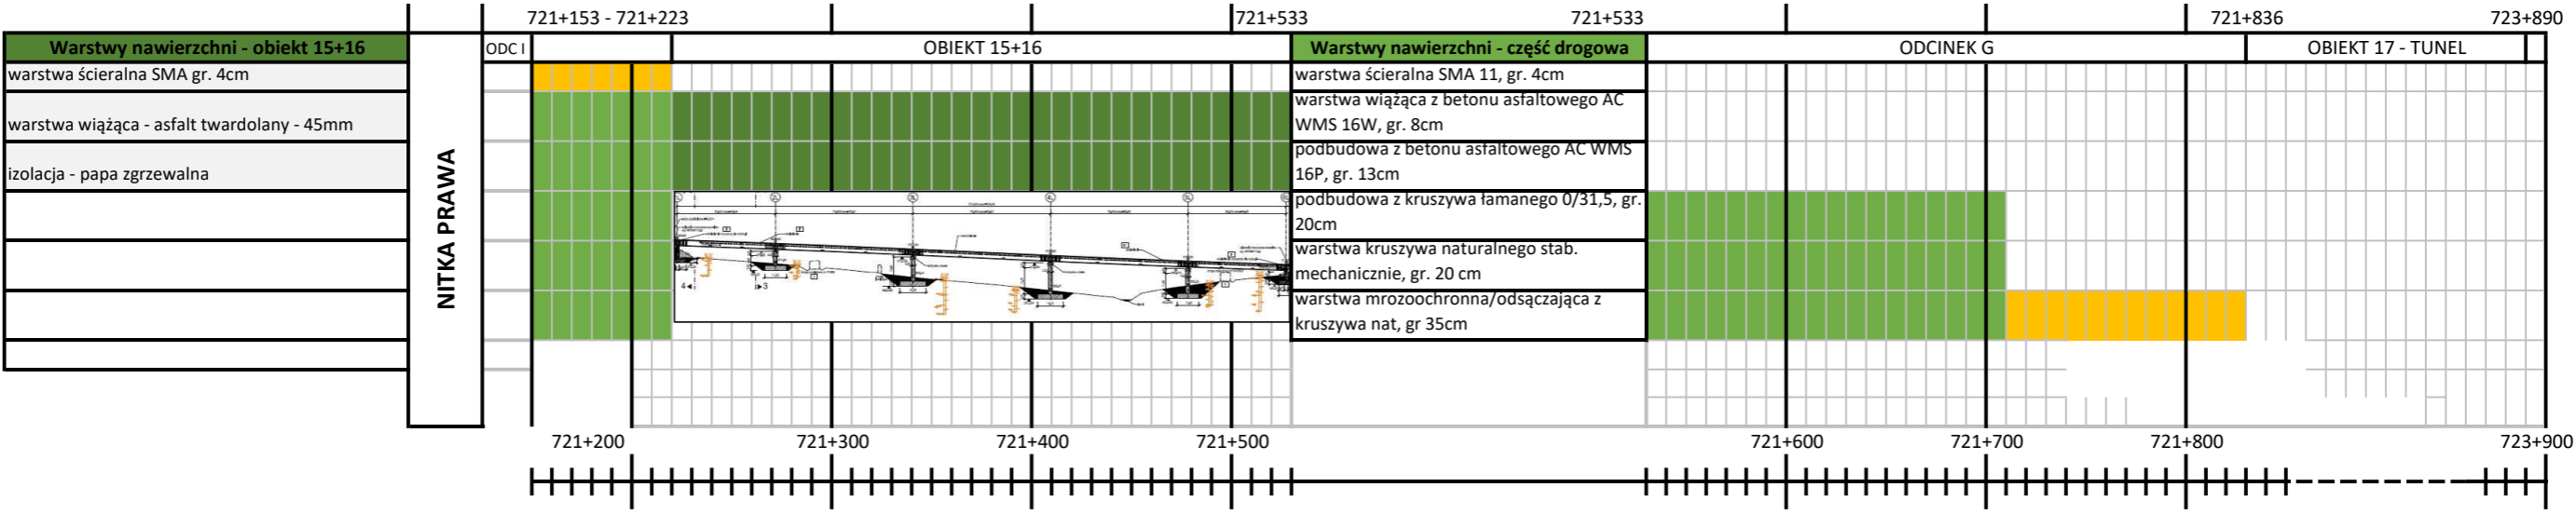 721+153 - 721+223
721+533
721+533
721+836
723+890
Warstwy nawierzchni - obiekt 15+16
ODC I
OBIEKT 15+16
Warstwy nawierzchni - część drogowa
ODCINEK G
OBIEKT 17 - TUNEL
warstwa ścieralna SMA gr. 4cm
warstwa wiążąca - asfalt twardolany - 45mm
izolacja - papa zgrzewalna
NITKA PRAWA
warstwa ścieralna SMA 11, gr. 4cm
warstwa wiążąca z betonu asfaltowego AC
WMS 16W, gr. 8cm
podbudowa z betonu asfaltowego AC WMS
16P, gr. 13cm
podbudowa z kruszywa łamanego 0/31,5, gr.
20cm
warstwa kruszywa naturalnego stab.
mechanicznie, gr. 20 cm
warstwa mrozoochronna/odsączająca z
kruszywa nat, gr 35cm
4
3
721+200
721+300
721+400
721+500
721+600
721+700
721+800
723+900